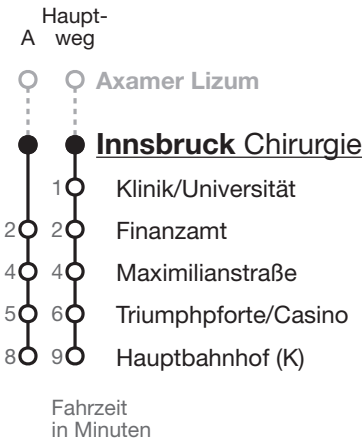 Haupt-
A weg
Axamer Lizum
Innsbruck Chirurgie
1 Klinik/Universität
2 2 Finanzamt
4 4 Maximilianstraße
5 6 Triumphpforte/Casino
8 9 Hauptbahnhof (K)
Fahrzeit
in Minuten